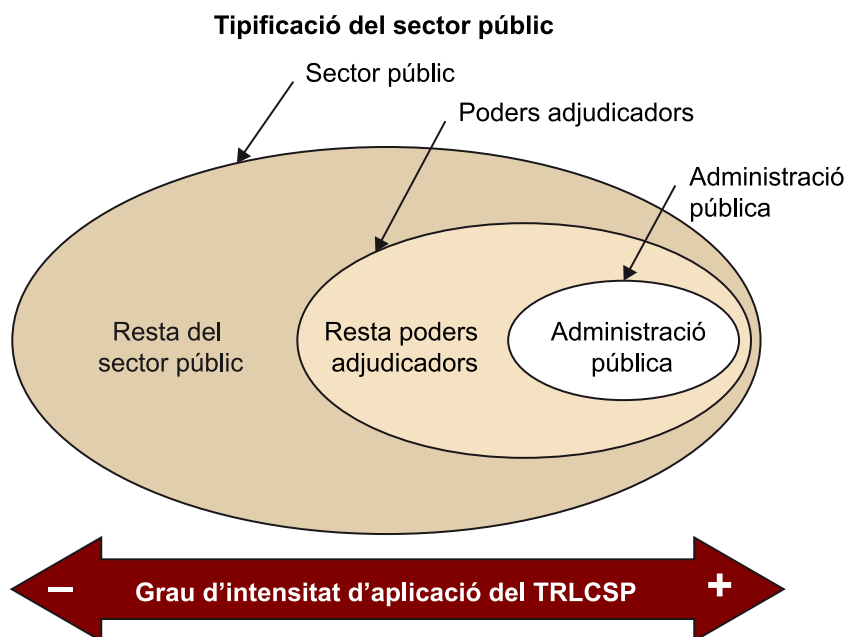 Tipificació del sector públic
Sector públic
Poders adjudicadors
Administració
pública
Resta del
sector públic
Resta poders
adjudicadors
Administració
pública
– Grau d’intensitat d’aplicació del TRLCSP +